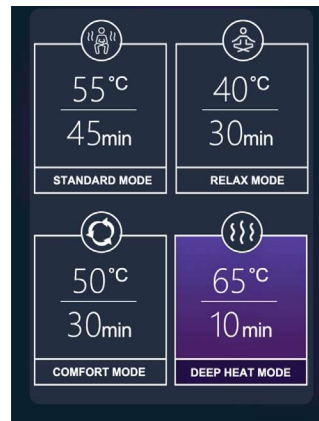 55°C
45min
STANDARD MODE
40°C
30min
RELAX MODE
50°C
30min
COMFORT MODE
65°C
10min
DEEP HEAT MODE